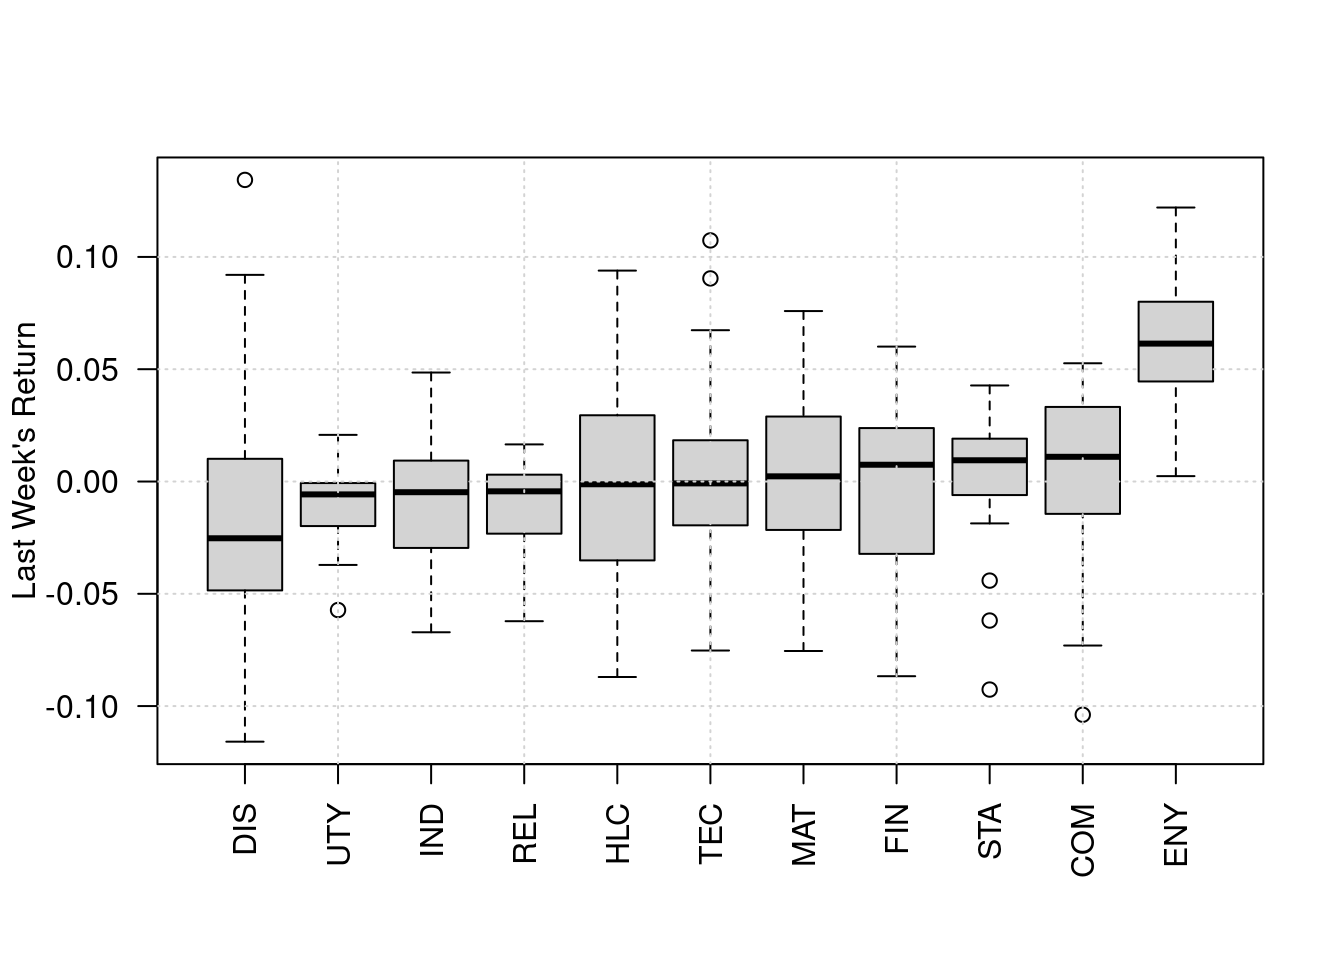 Last Week's Return
0.10
0.05
0.00
-0.05
-0.10
DIS
UTY
IND
REL
HLC
TEC
MAT
FIN
STA
COM
ENY